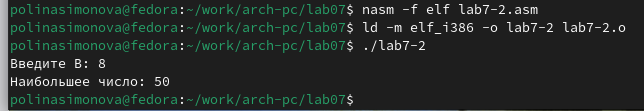 polinasimonova@fedora:~/work/arch-pc/lab07$ nasm -f elf lab7-2.asm
polinasimonova@fedora:~/work/arch-pc/lab07$ ld -m elf_i386 -o lab7-2 lab7-2.o
polinasimonova@fedora:~/work/arch-pc/lab07$ ./lab7-2
Введите В: 8
Наибольшее число: 50
polinasimonova@fedora:~/work/arch-pc/lab07$